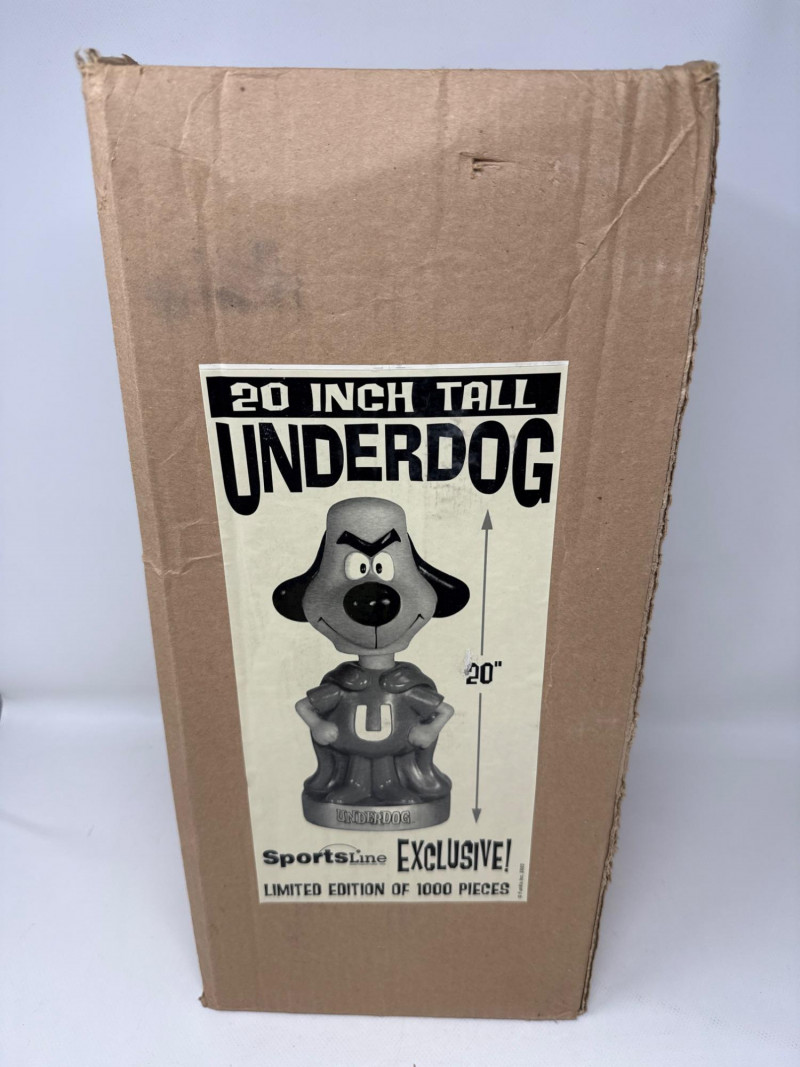 20 INCH TALL
UNDERDOG
20"
U
UNDERDOG
SportsLine EXCLUSIVE!
LIMITED EDITION OF 1000 PIECES